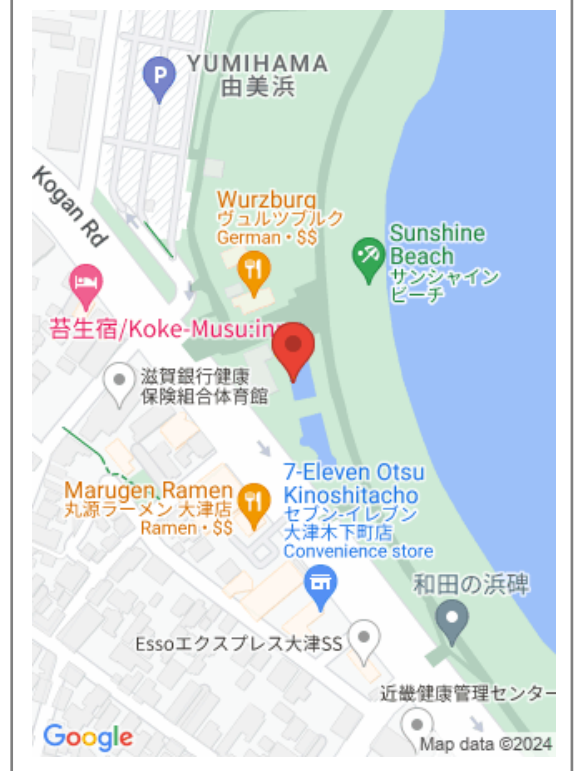 P
YUMIHAMA
由美浜
Kogan Rd
Wurzburg
ヴュルツブルク
German • $$
Sunshine
Beach
サンシャイン
ビーチ
苔生宿/Koke-Musu:inn
滋賀銀行健康
保険組合体育館
Marugen Ramen
丸源ラーメン 大津店
Ramen • $$
7-Eleven Otsu
Kinoshitacho
セブン-イレブン
大津木下町店
Convenience store
和田の浜碑
Essoエクスプレス大津SS
近畿健康管理センター
Google
Map data ©2024